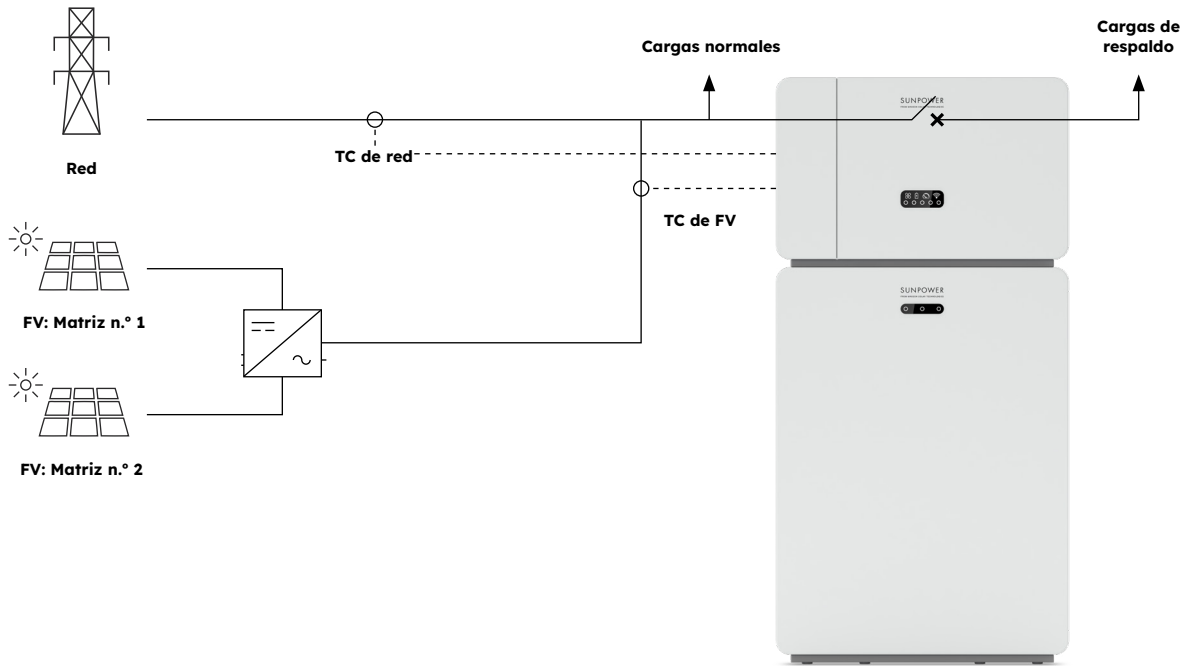 Cargas normales
Cargas de
respaldo
SUNPOWER
Red
TC de red
TC de FV
FV: Matriz n.º 1
SUNPOWER
FV: Matriz n.º 2